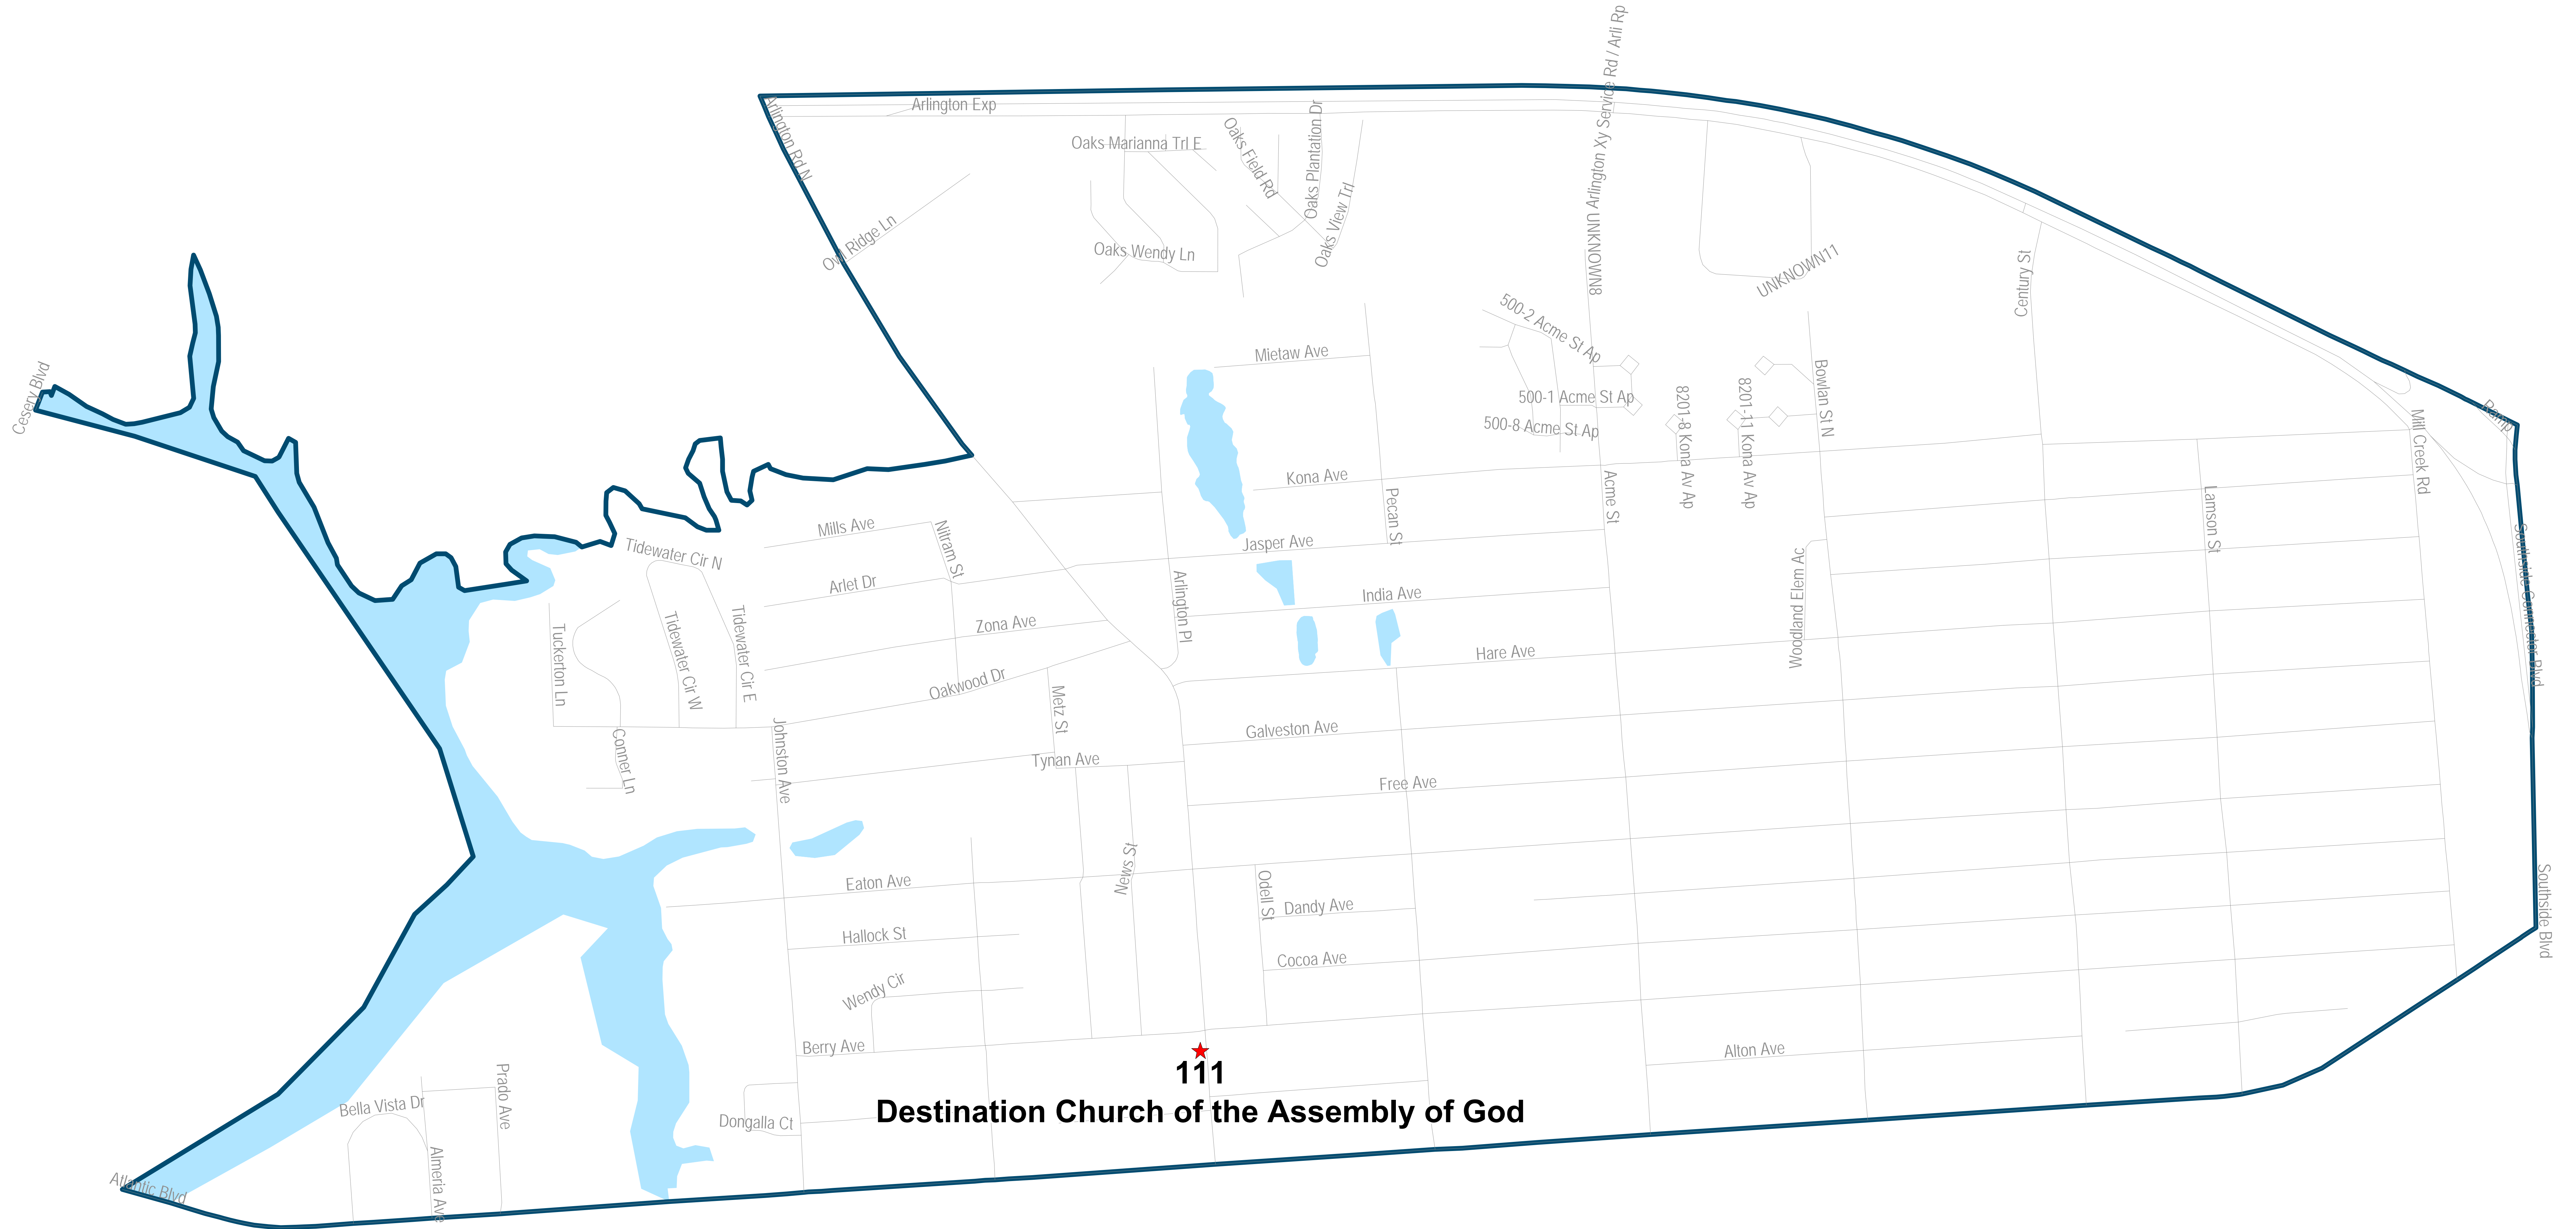 Arlington Xy Service Rd / Arli Rp
Arlington Exp
Arlington Rd N
Oaks Marianna Trl E
Oaks Field Rd
Oaks Plantation Dr
Oaks View Trl
Owl Ridge Ln
Oaks Wendy Ln
UNKNOWN8
UNKNOWN11
Century St
500-2 Acme St Ap
Mietaw Ave
Cesery Blvd
500-1 Acme St Ap
500-8 Acme St Ap
8201-8 Kona Av Ap
8201-11 Kona Av Ap
Bowlan St N
Ramp
Mill Creek Rd
Kona Ave
Pecan St
Acme St
Lamson St
Mills Ave
Nitram St
Jasper Ave
Tidewater Cir N
Arlet Dr
Arlington Pl
India Ave
Woodland Elem Ac
Southside Connector Blvd
Tuckerton Ln
Tidewater Cir W
Tidewater Cir E
Zona Ave
Hare Ave
Oakwood Dr
Metz St
Galveston Ave
Conner Ln
Johnston Ave
Tynan Ave
Free Ave
Eaton Ave
News St
Odell St
Dandy Ave
Southside Blvd
Hallock St
Cocoa Ave
Wendy Cir
Berry Ave
Alton Ave
111
Destination Church of the Assembly of God
Bella Vista Dr
Prado Ave
Dongalla Ct
Almeria Ave
Atlantic Blvd